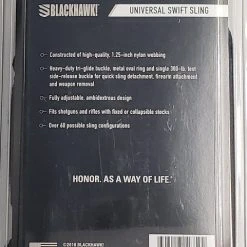 BLACKHAWK!
UNIVERSAL SWIFT SLING
Constructed of high-quality, 1.25-inch nylon webbing
Heavy-duty tri-glide buckle, metal oval ring and single 300-lb. test
side-release buckle for quick sling detachment, firearm attachment
and weapon removal
Fully adjustable, ambidextrous design
Fits shotguns and rifles with fixed or collapsible stocks
Over 60 possible sling configurations
HONOR. AS A WAY OF LIFE.
BLACKHAWK!